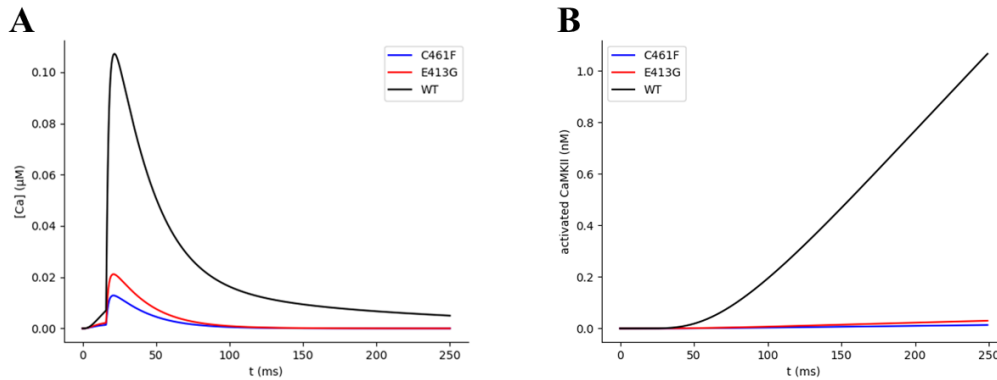 A
[Ca] (μM)
0.10
0.08
0.06
0.04
0.02
0.00
C461F
E413G
WT
0
50
100
150
200
250
t (ms)
B
activated CaMKII (nM)
1.0
0.8
0.6
0.4
0.2
0.0
C461F
E413G
WT
0
50
100
150
200
250
t (ms)